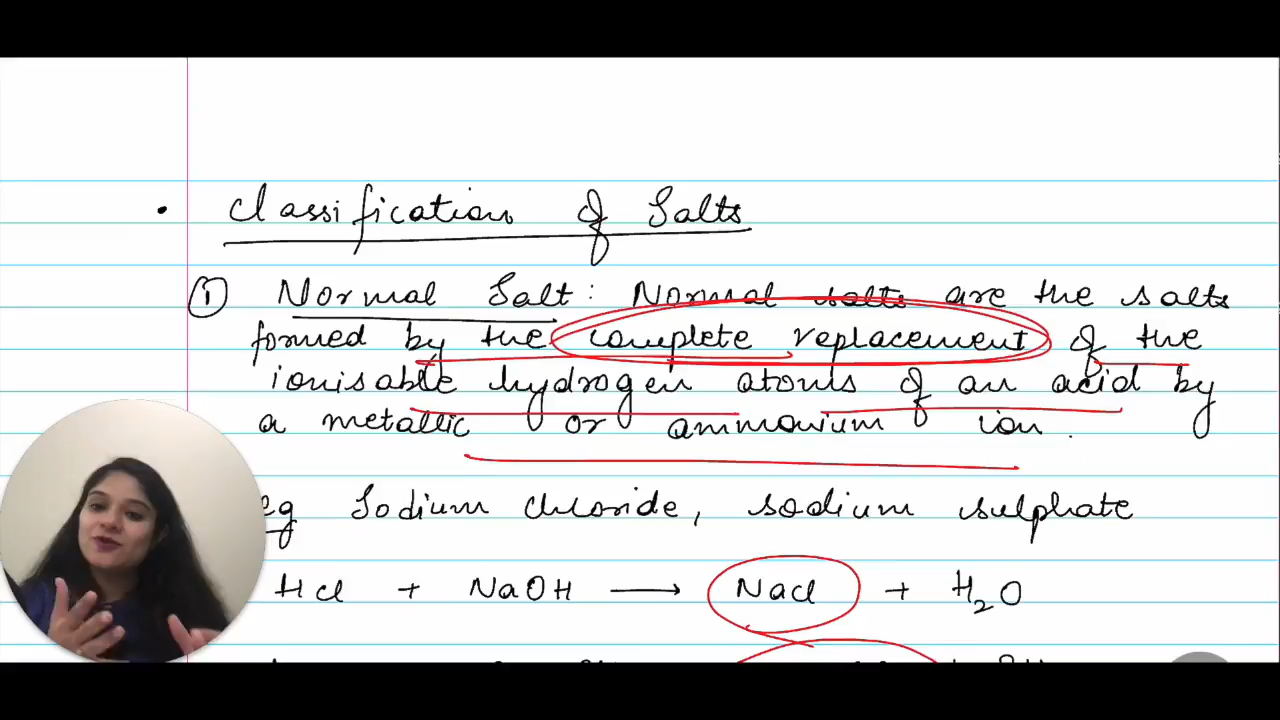 • Classification of Salts
① Normal Salt: Normal salts are the salts
formed by the complete replacement of the
ionisable hydrogen atoms of an acid by
a metallic or ammonium ion.
eg Sodium chloride, sodium sulphate
HCl + NaOH → NaCl + H₂O